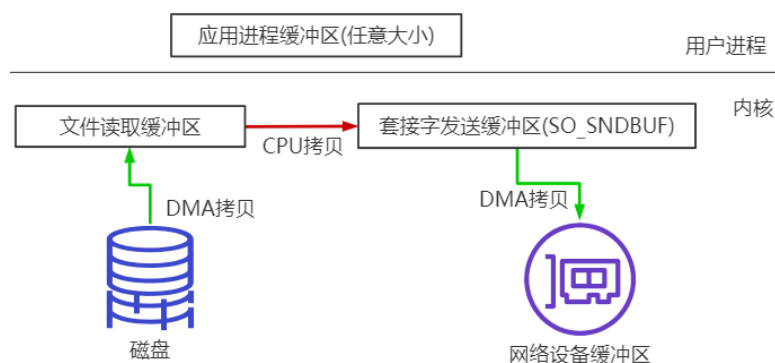 应用进程缓冲区(任意大小)
用户进程
内核
文件读取缓冲区
套接字发送缓冲区(SO_SNDBUF)
CPU拷贝
DMA拷贝
DMA拷贝
磁盘
网络设备缓冲区